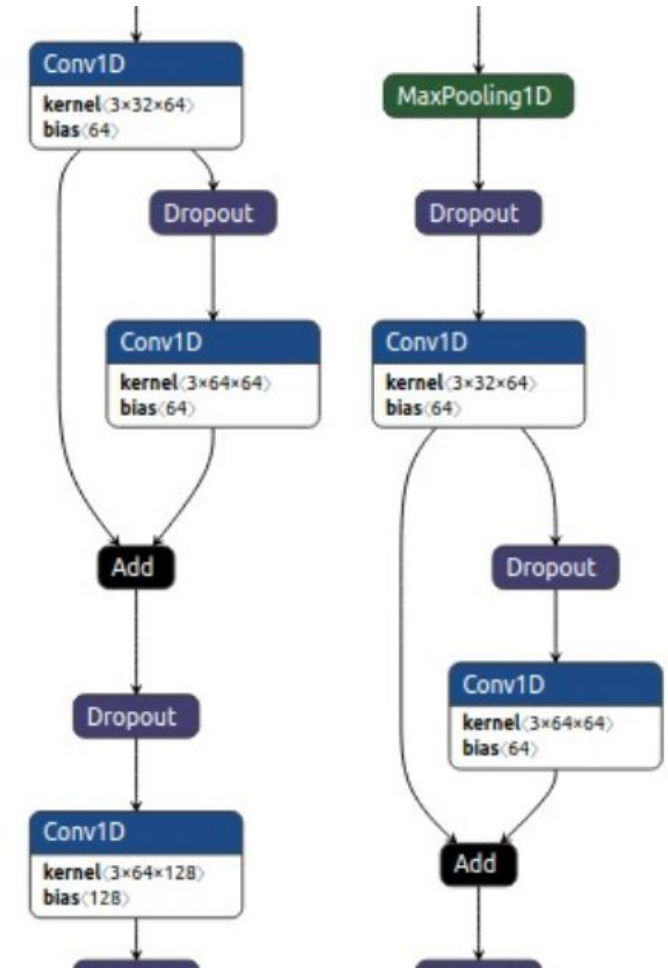 Conv1D
kernel⟨3×32×64⟩
bias⟨64⟩
Dropout
Conv1D
kernel⟨3×64×64⟩
bias⟨64⟩
Add
Dropout
Conv1D
kernel⟨3×64×128⟩
bias⟨128⟩
MaxPooling1D
Dropout
Conv1D
kernel⟨3×32×64⟩
bias⟨64⟩
Dropout
Conv1D
kernel⟨3×64×64⟩
bias⟨64⟩
Add